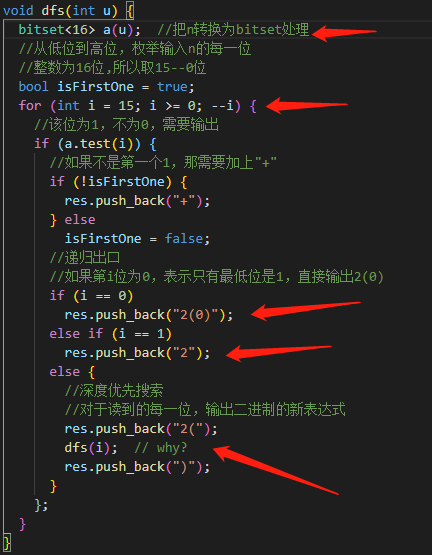 void dfs(int u) {
bitset<16> a(u);  //把n转换为bitset处理
//从低位到高位，枚举输入n的每一位
//整数为16位,所以取15--0位
bool isFirstOne = true;
for (int i = 15; i >= 0; --i) {
//该位为1，不为0，需要输出
if (a.test(i)) {
//如果不是第一个1，那需要加上"+"
if (!isFirstOne) {
res.push_back("+");
} else
isFirstOne = false;
//递归出口
//如果第i位为0，表示只有最低位是1，直接输出2(0)
if (i == 0)
res.push_back("2(0)");
else if (i == 1)
res.push_back("2");
else {
//深度优先搜索
//对于读到的每一位，输出二进制的新表达式
res.push_back("2(");
dfs(i);  // why?
res.push_back(")");
}
};
}
}